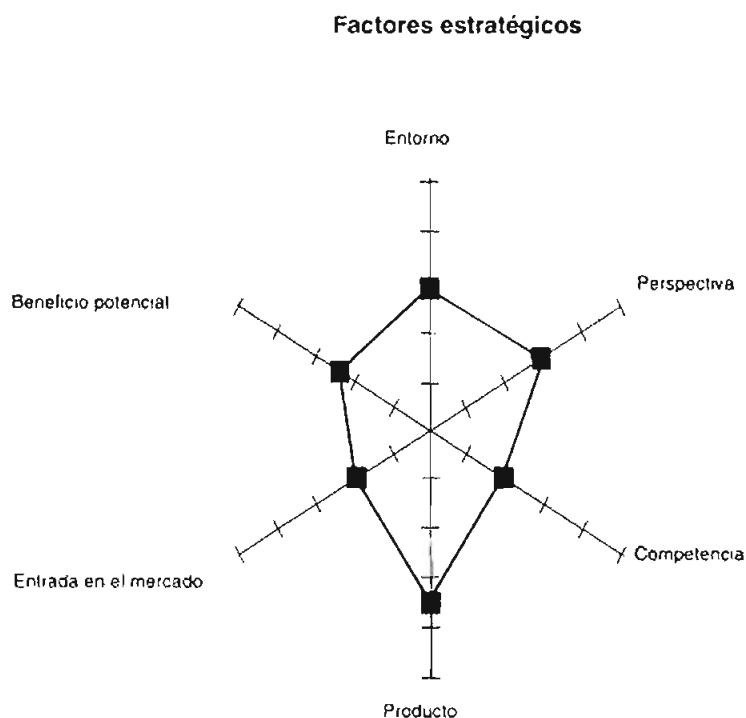 Factores estratégicos
Entorno
Perspectiva
Beneficio potencial
Competencia
Entrada en el mercado
Producto